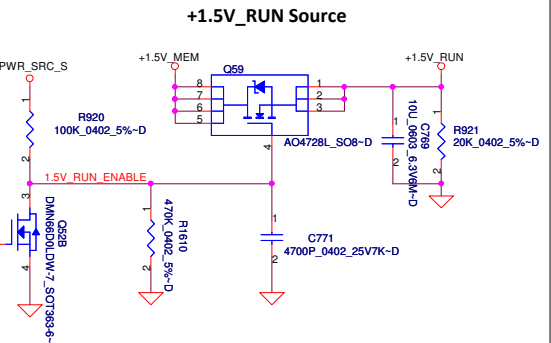 +1.5V_RUN Source
PWR_SRC_S
+1.5V_MEM
Q59
+1.5V_RUN
8
7
6
5
1
2
3
4
AO4728L_SO8~D
1
R920
100K_0402_5%~D
2
1
C769
10U_0603_6.3V6M~D
2
1
R921
20K_0402_5%~D
2
1.5V_RUN_ENABLE
3
Q52B
DMN66D0LDW-7_SOT363-6~
4
1
R1610
470K_0402_5%~D
2
1
C771
4700P_0402_25V7K~D
2